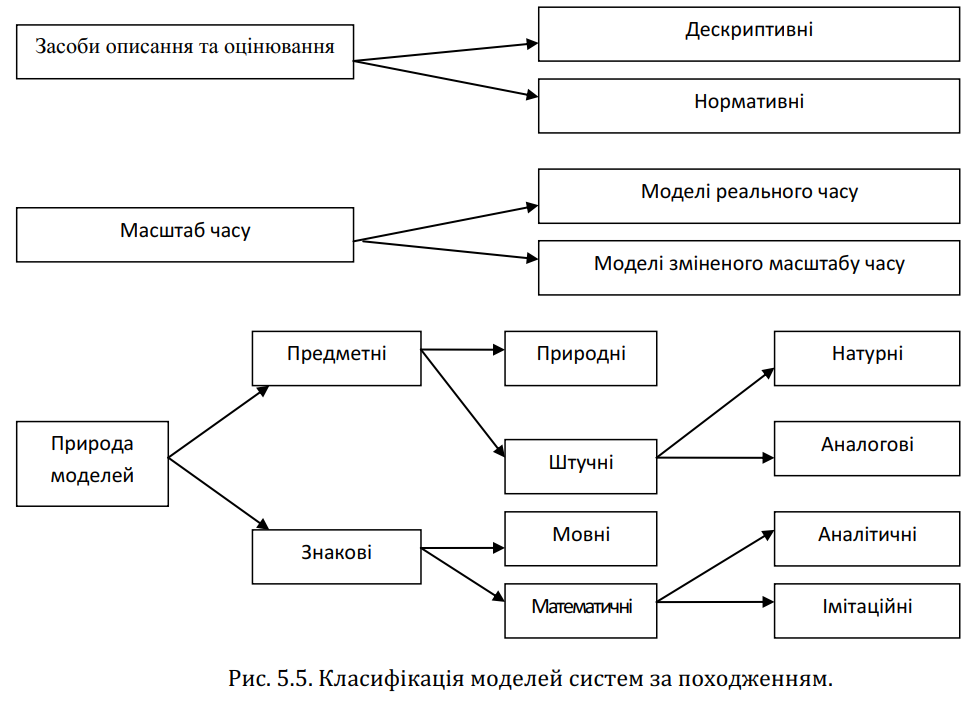 Засоби описання та оцінювання
Дескриптивні
Нормативні
Масштаб часу
Моделі реального часу
Моделі зміненого масштабу часу
Природа
моделей
Предметні
Природні
Натурні
Штучні
Аналогові
Знакові
Мовні
Аналітичні
Математичні
Імітаційні
Рис. 5.5. Класифікація моделей систем за походженням.